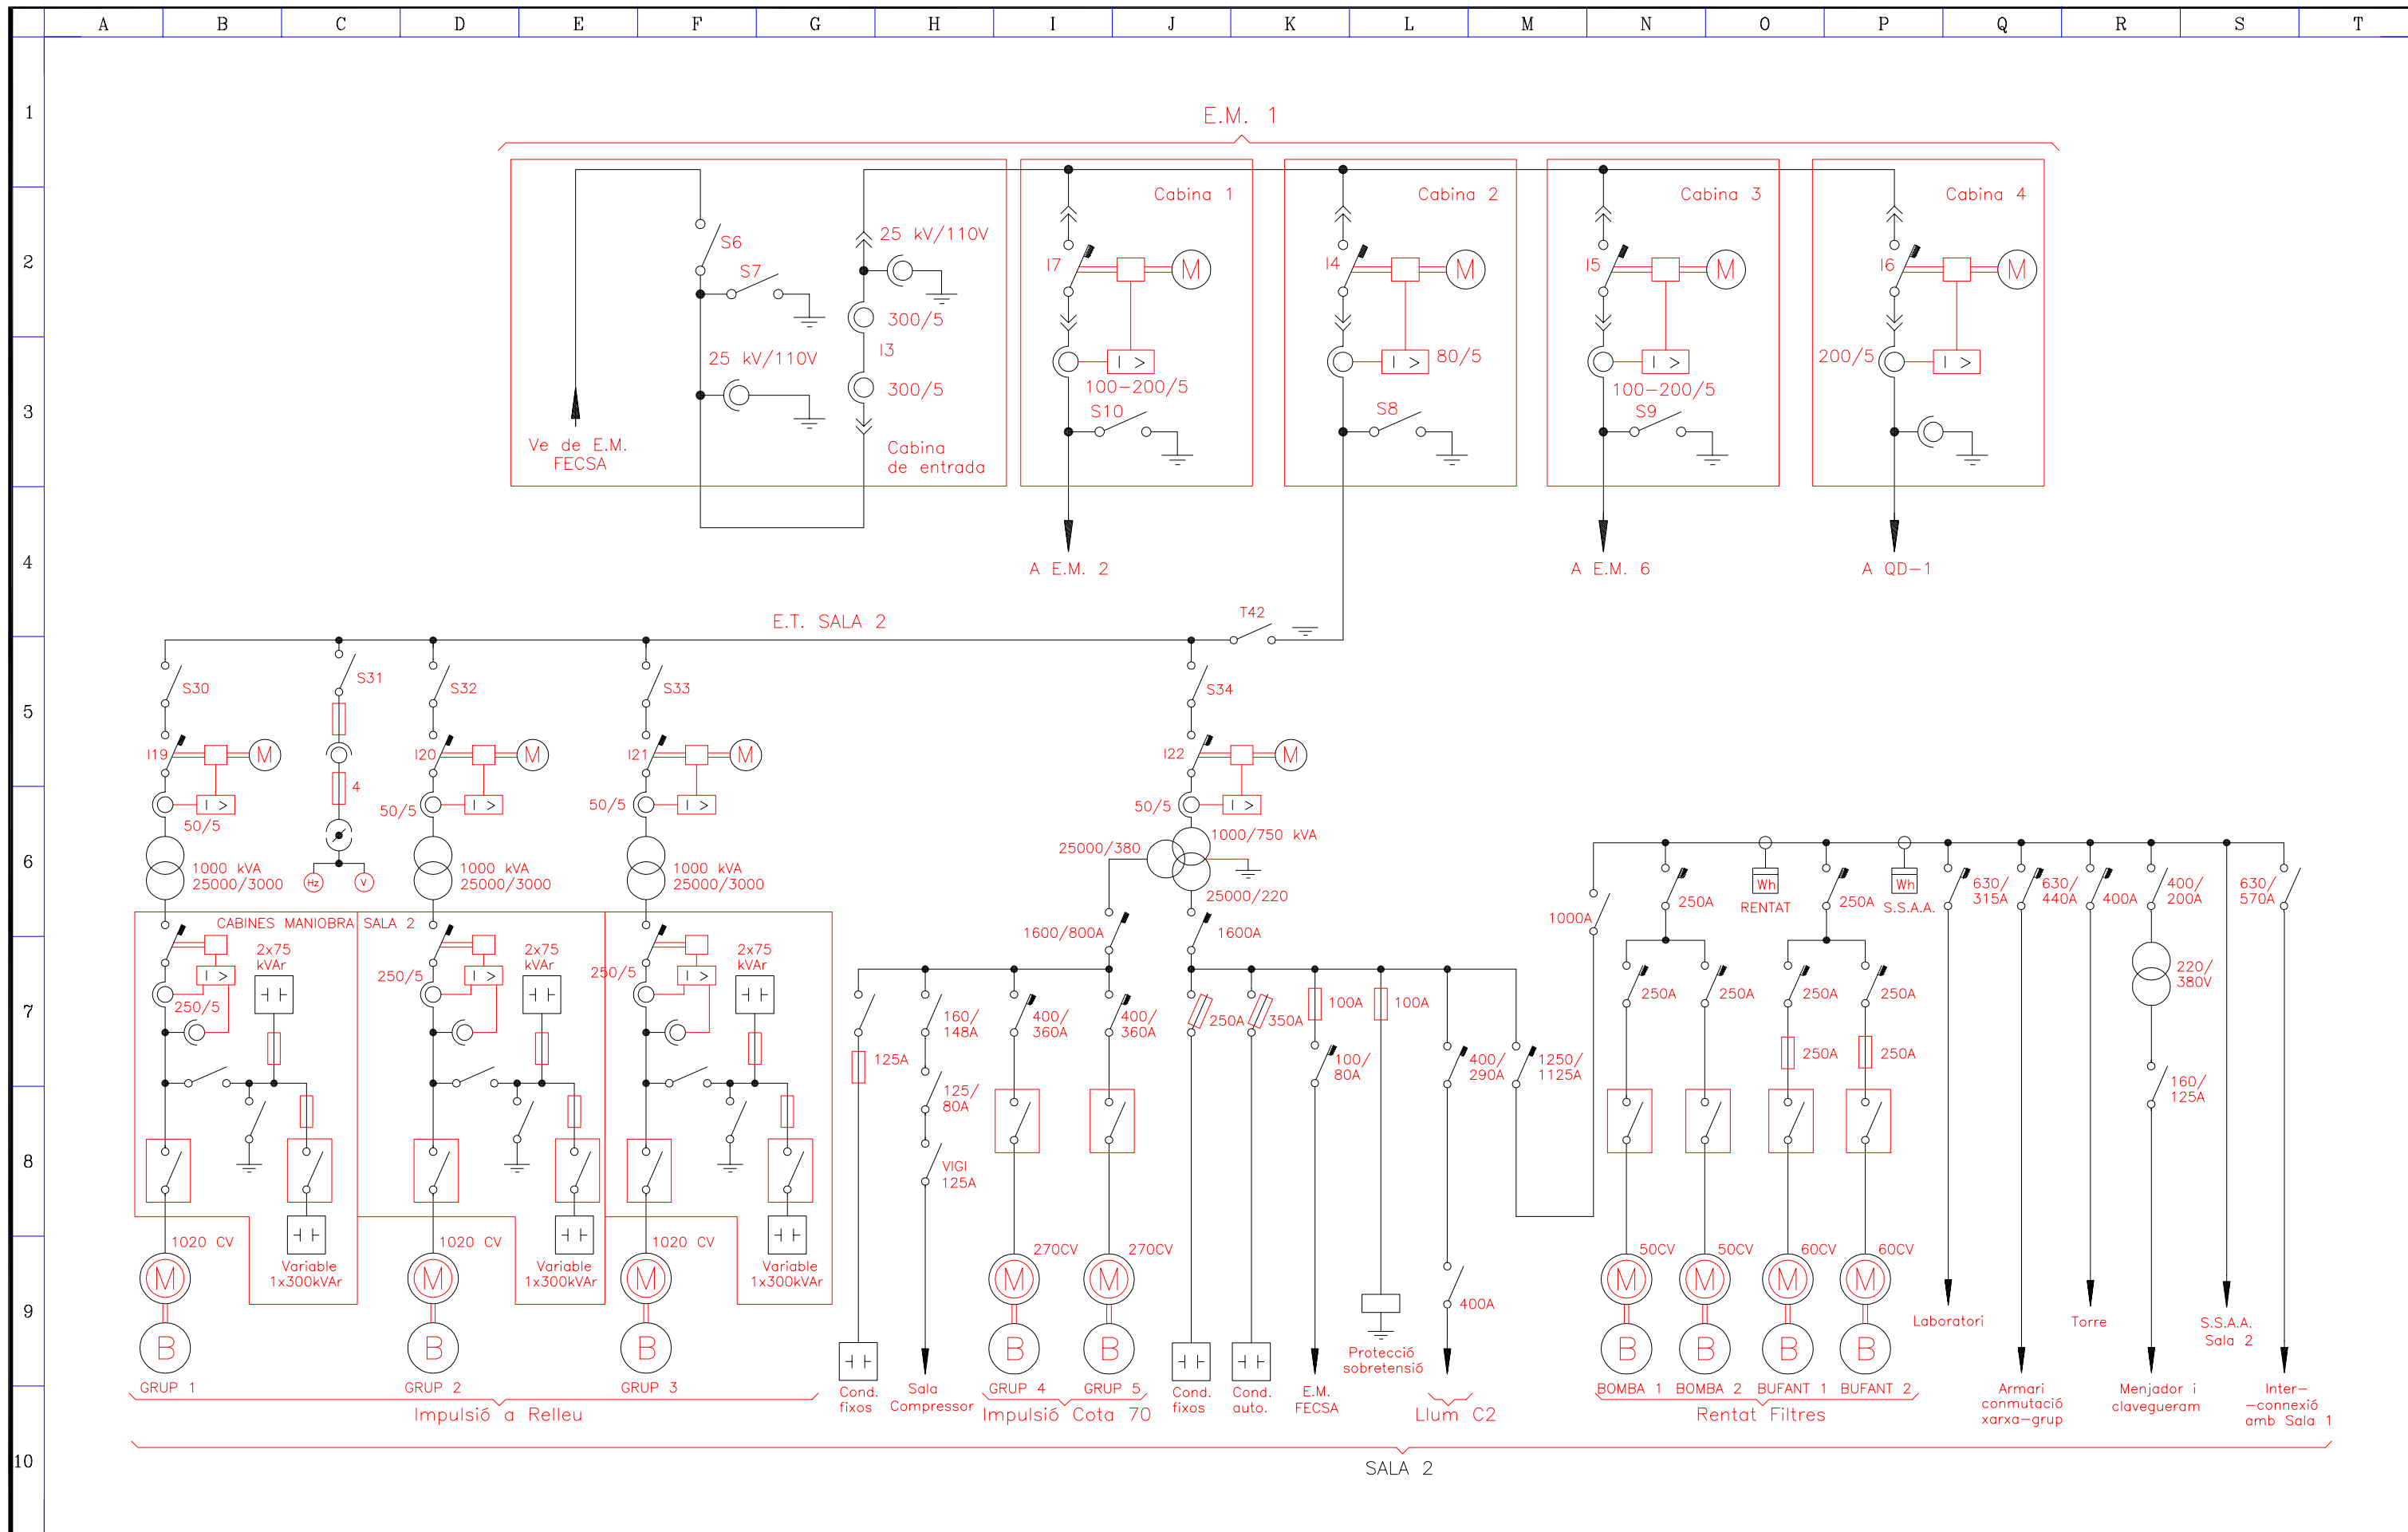 A B C D E F G H I J K L M N O P Q R S T
1
2
3
4
5
6
7
8
9
10
E.M. 1
Cabina 1
Cabina 2
Cabina 3
Cabina 4
S6
S7
25 kV/110V
25 kV/110V
300/5
I3
300/5
Ve de E.M.
FECSA
Cabina
de entrada
I7
M
I >
100-200/5
S10
A E.M. 2
I4
M
I >
80/5
S8
I5
M
I >
100-200/5
S9
A E.M. 6
I6
M
200/5
I >
A QD-1
E.T. SALA 2
T42
S30
S31
S32
S33
S34
I19
M
I20
M
I21
M
I22
M
I >
50/5
4
50/5
I >
50/5
I >
50/5
I >
1000 kVA
25000/3000
Hz
V
1000 kVA
25000/3000
1000 kVA
25000/3000
25000/380
1000/750 kVA
25000/220
CABINES MANIOBRA SALA 2
I >
250/5
2x75
kVAr
250/5
I >
2x75
kVAr
250/5
I >
2x75
kVAr
1020 CV
M
B
GRUP 1
Variable
1x300kVAr
1020 CV
M
B
GRUP 2
Variable
1x300kVAr
1020 CV
M
B
GRUP 3
Variable
1x300kVAr
Impulsió a Relleu
1600/800A
1600A
125A
Cond.
fixos
160/
148A
125/
80A
VIGI
125A
Sala
Compressor
400/
360A
270CV
M
B
GRUP 4
400/
360A
270CV
M
B
GRUP 5
Impulsió Cota 70
250A
Cond.
fixos
350A
Cond.
auto.
100A
100/
80A
E.M.
FECSA
100A
Protecció
sobretensió
400/
290A
400A
Llum C2
1250/
1125A
1000A
250A
Wh
RENTAT
250A
Wh
S.S.A.A.
250A
50CV
M
B
BOMBA 1
250A
50CV
M
B
BOMBA 2
250A
250A
60CV
M
B
BUFANT 1
250A
250A
60CV
M
B
BUFANT 2
Rentat Filtres
630/
315A
Laboratori
630/
440A
Armari
conmutació
xarxa-grup
400A
Torre
400/
200A
220/
380V
160/
125A
Menjador i
clavegueram
S.S.A.A.
Sala 2
630/
570A
Inter-
-connexió
amb Sala 1
SALA 2